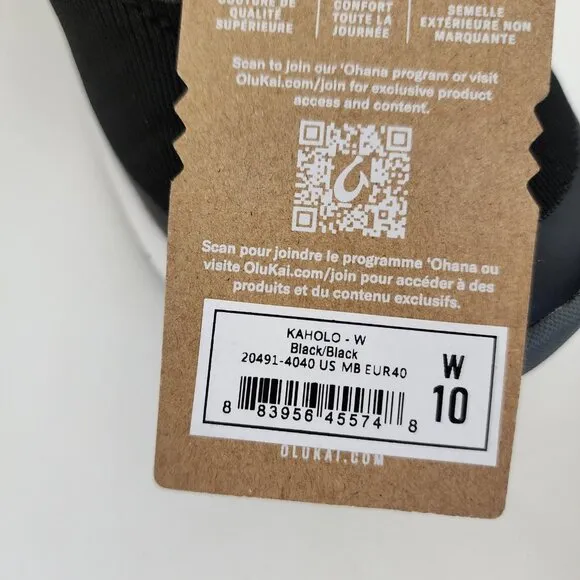 COUTURE DE
QUALITÉ
SUPÉRIEURE
CONFORT
TOUTE LA
JOURNÉE
SEMELLE
EXTÉRIEURE NON
MARQUANTE
Scan to join our 'Ohana program or visit
OluKai.com/join for exclusive product
access and content.
Scan pour joindre le programme 'Ohana ou
visite OluKai.com/join pour accéder à des
produits et du contenu exclusifs.
KAHOLO - W
Black/Black
20491-4040 US MB EUR40
8 83956 45574 8
W
10
OLUKAI.COM